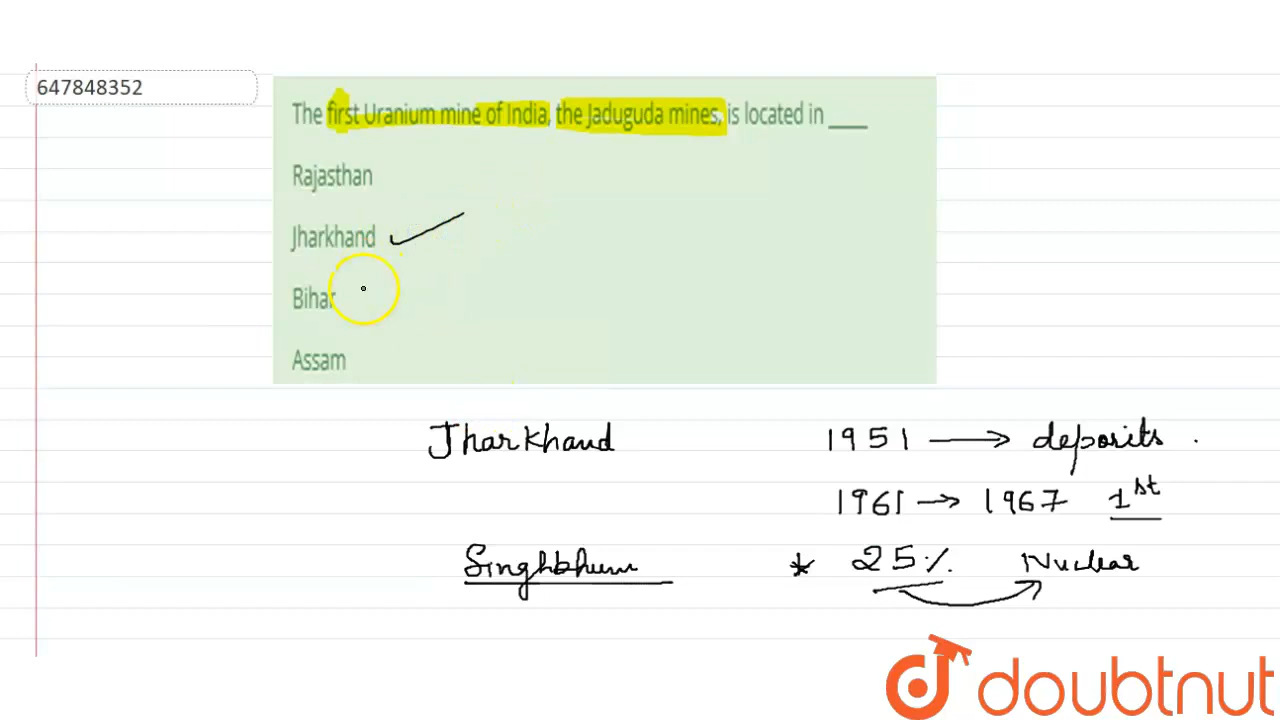 647848352
The first Uranium mine of India, the Jaduguda mines, is located in ____
Rajasthan
Jharkhand
Bihar
Assam
Jharkhand 1951 → deposits .
1961 → 1967 1st
Singhbhum * 25% Nuclear
doubtnut